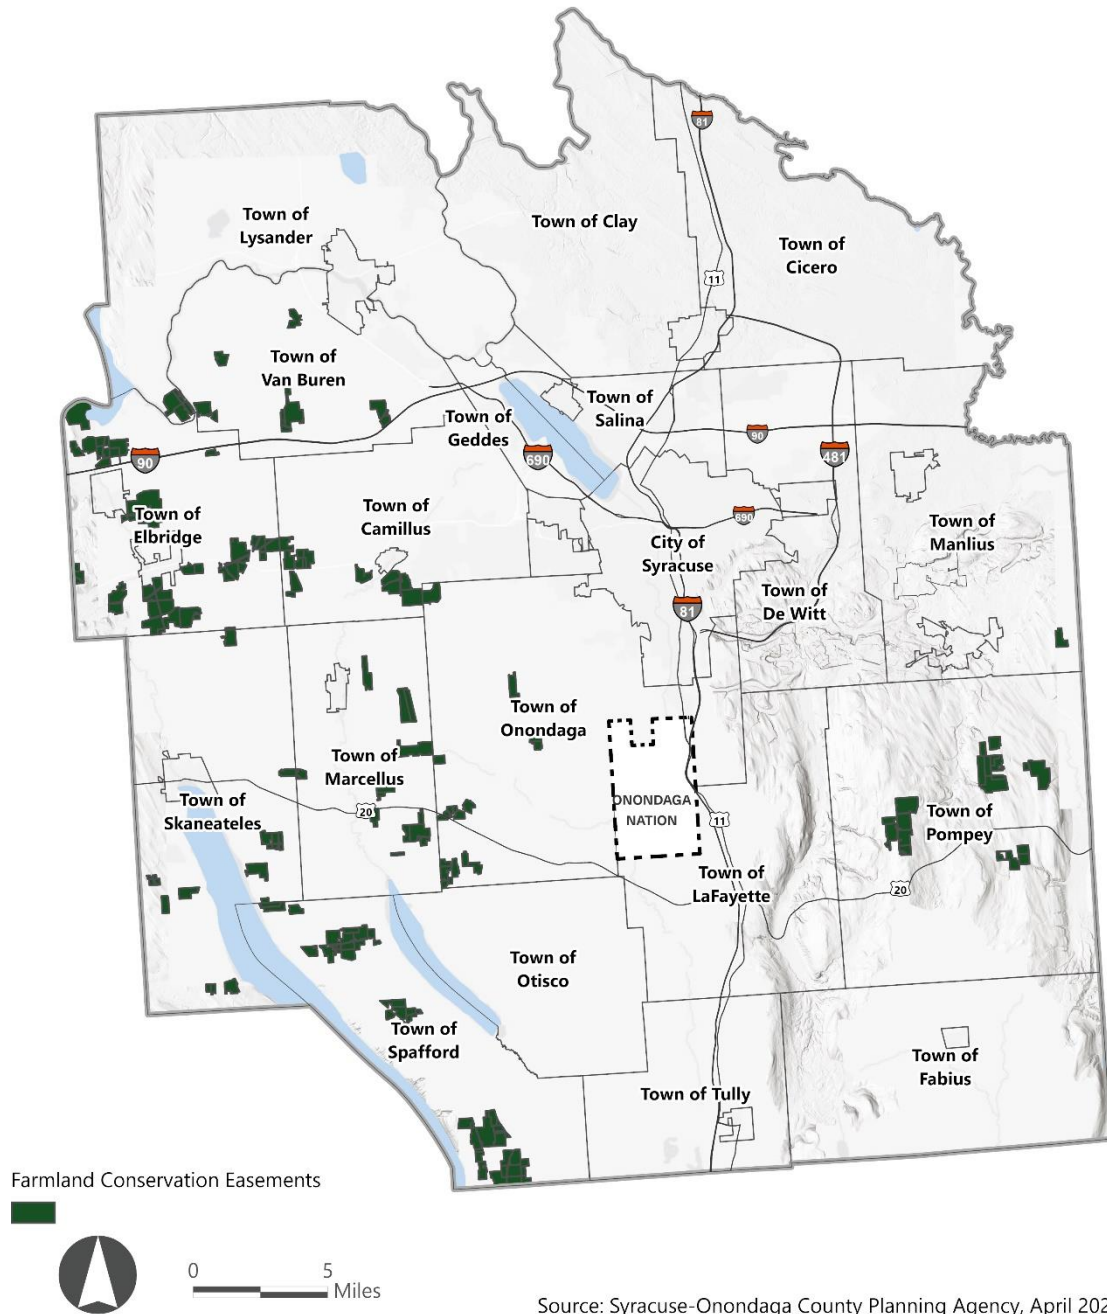 81
Town of
Lysander
Town of Clay
Town of
Cicero
11
Town of
Van Buren
Town of
Salina
Town of
Geddes
90
90
690
481
Town of
Elbridge
Town of
Camillus
690
City of
Syracuse
Town of
Manlius
81
Town of
De Witt
Town of
Onondaga
Town of
Marcellus
Town of
Skaneateles
20
ONONDAGA
NATION
11
Town of
Pompey
Town of
LaFayette
20
Town of
Otisco
Town of
Spafford
Town of
Fabius
Town of Tully
Farmland Conservation Easements
0 5
Miles
Source: Syracuse-Onondaga County Planning Agency, April 202